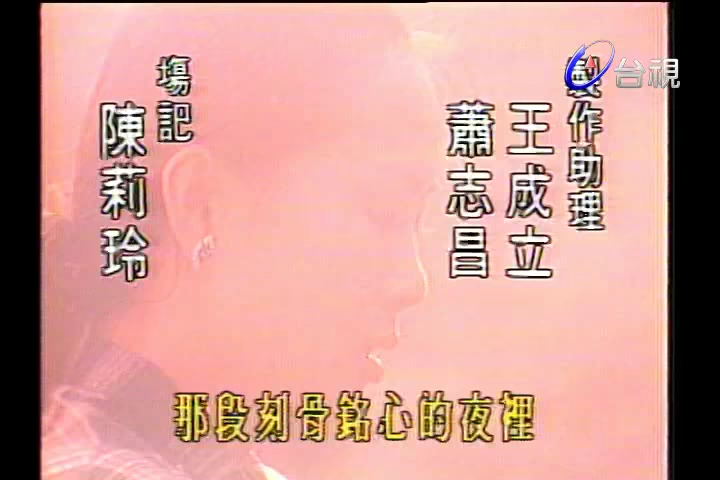 台視
製作助理
王成立
蕭志昌
場記
陳莉玲
那段刻骨銘心的夜裡